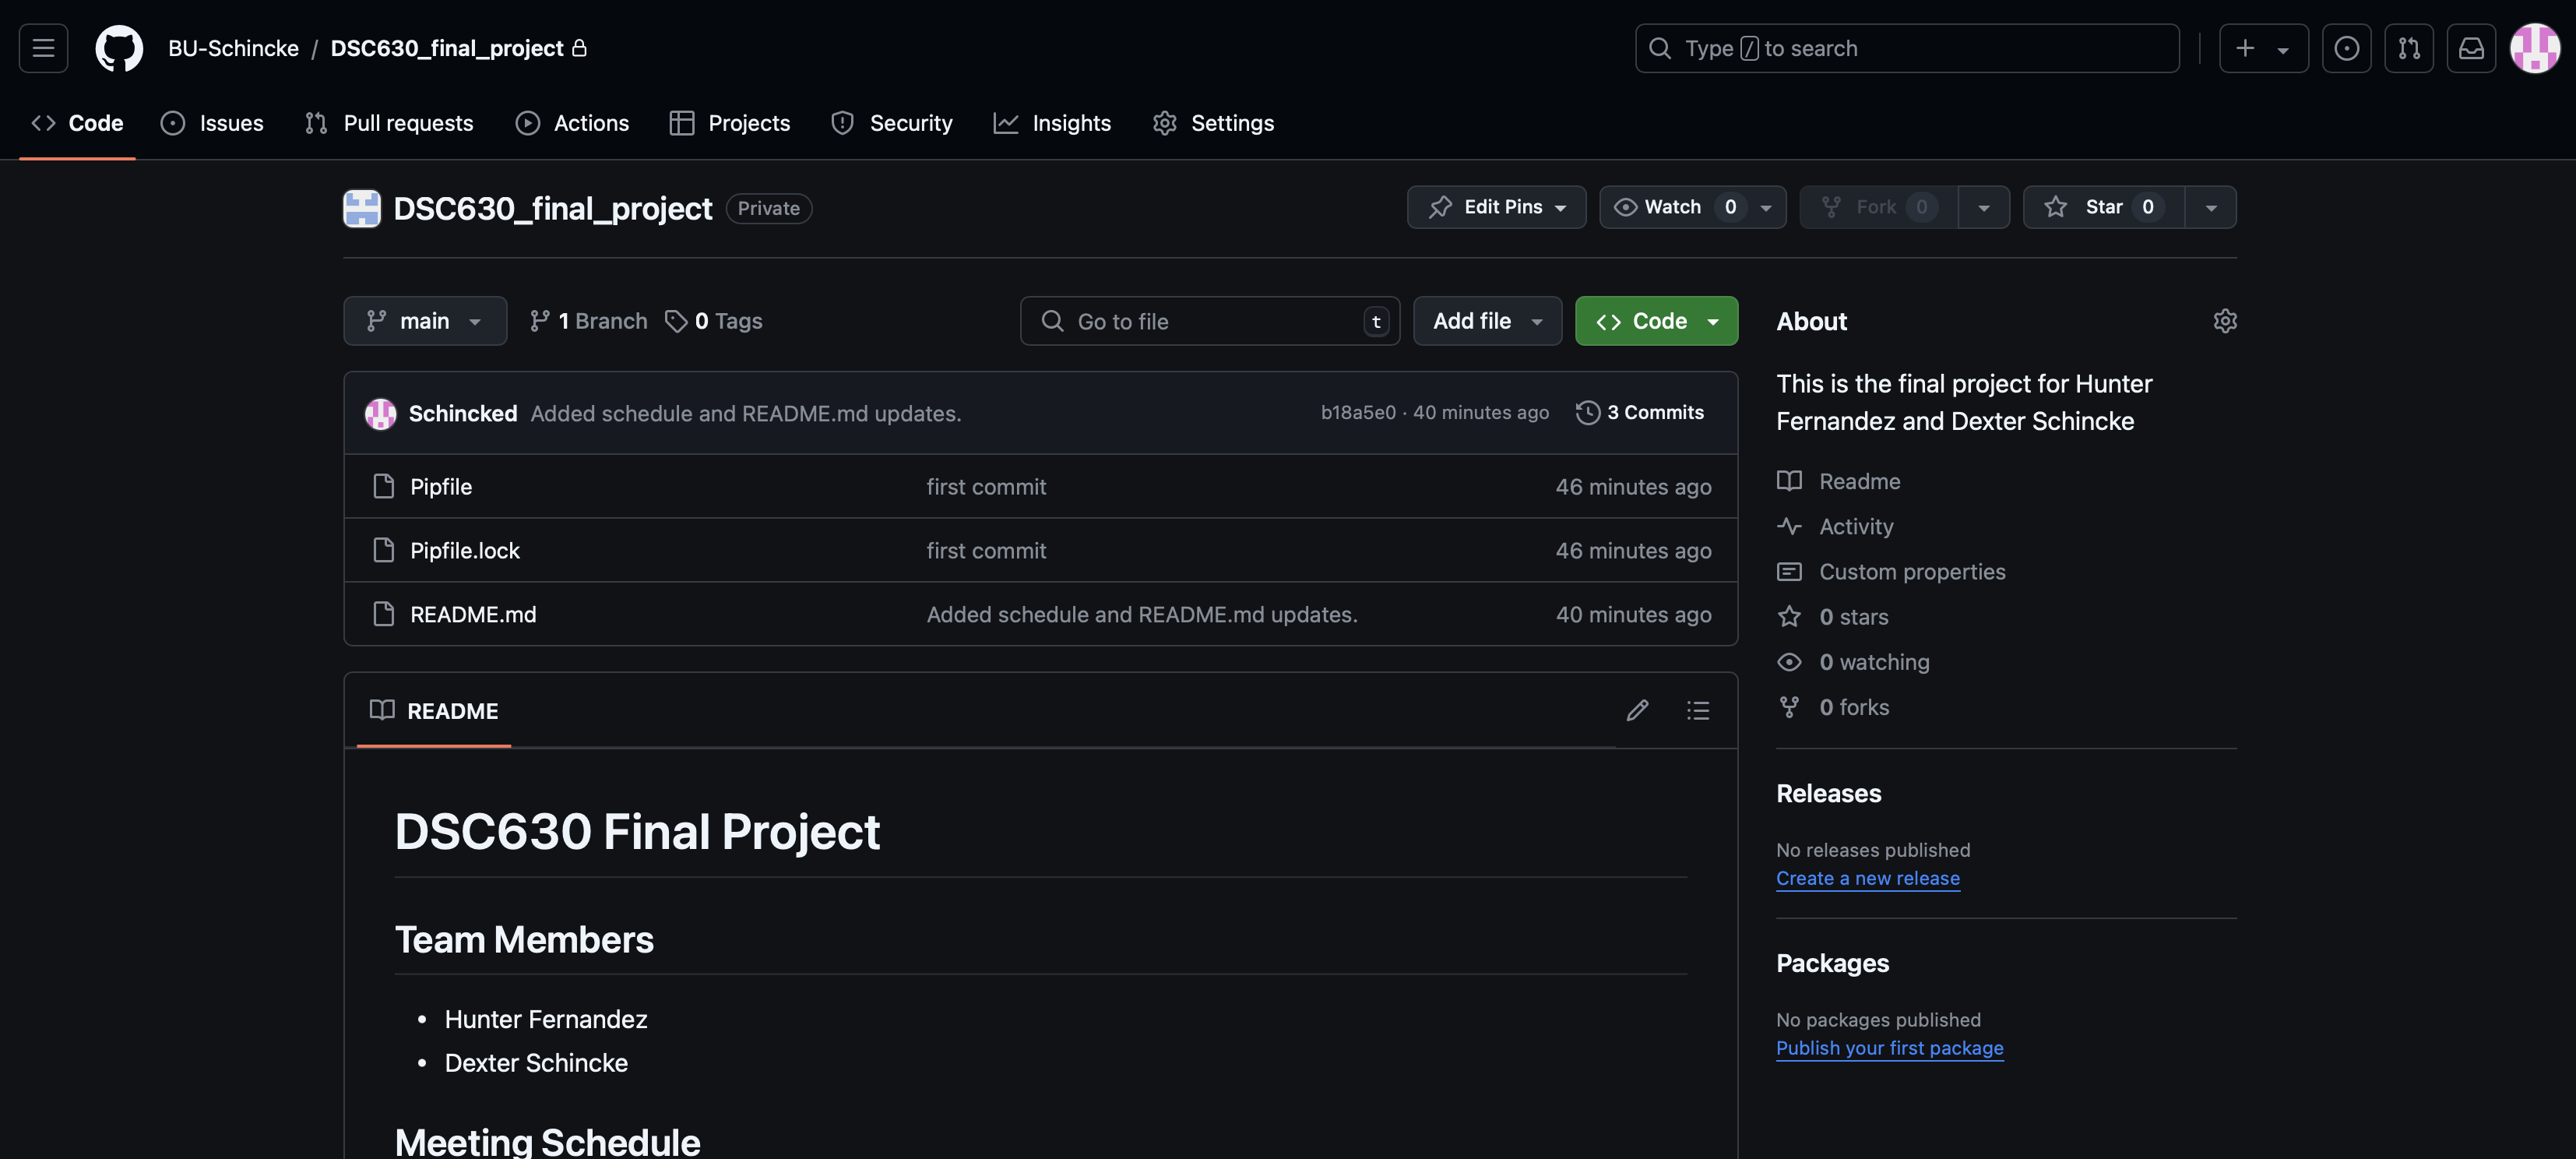 BU-Schincke / DSC630_final_project
Type / to search
Code
Issues
Pull requests
Actions
Projects
Security
Insights
Settings
DSC630_final_project Private
Edit Pins
Watch 0
Fork 0
Star 0
main
1 Branch
0 Tags
Go to file t
Add file
Code
Schincked Added schedule and README.md updates. b18a5e0 · 40 minutes ago 3 Commits
Pipfile first commit 46 minutes ago
Pipfile.lock first commit 46 minutes ago
README.md Added schedule and README.md updates. 40 minutes ago
README
DSC630 Final Project
Team Members
• Hunter Fernandez
• Dexter Schincke
Meeting Schedule
About
This is the final project for Hunter
Fernandez and Dexter Schincke
Readme
Activity
Custom properties
0 stars
0 watching
0 forks
Releases
No releases published
Create a new release
Packages
No packages published
Publish your first package